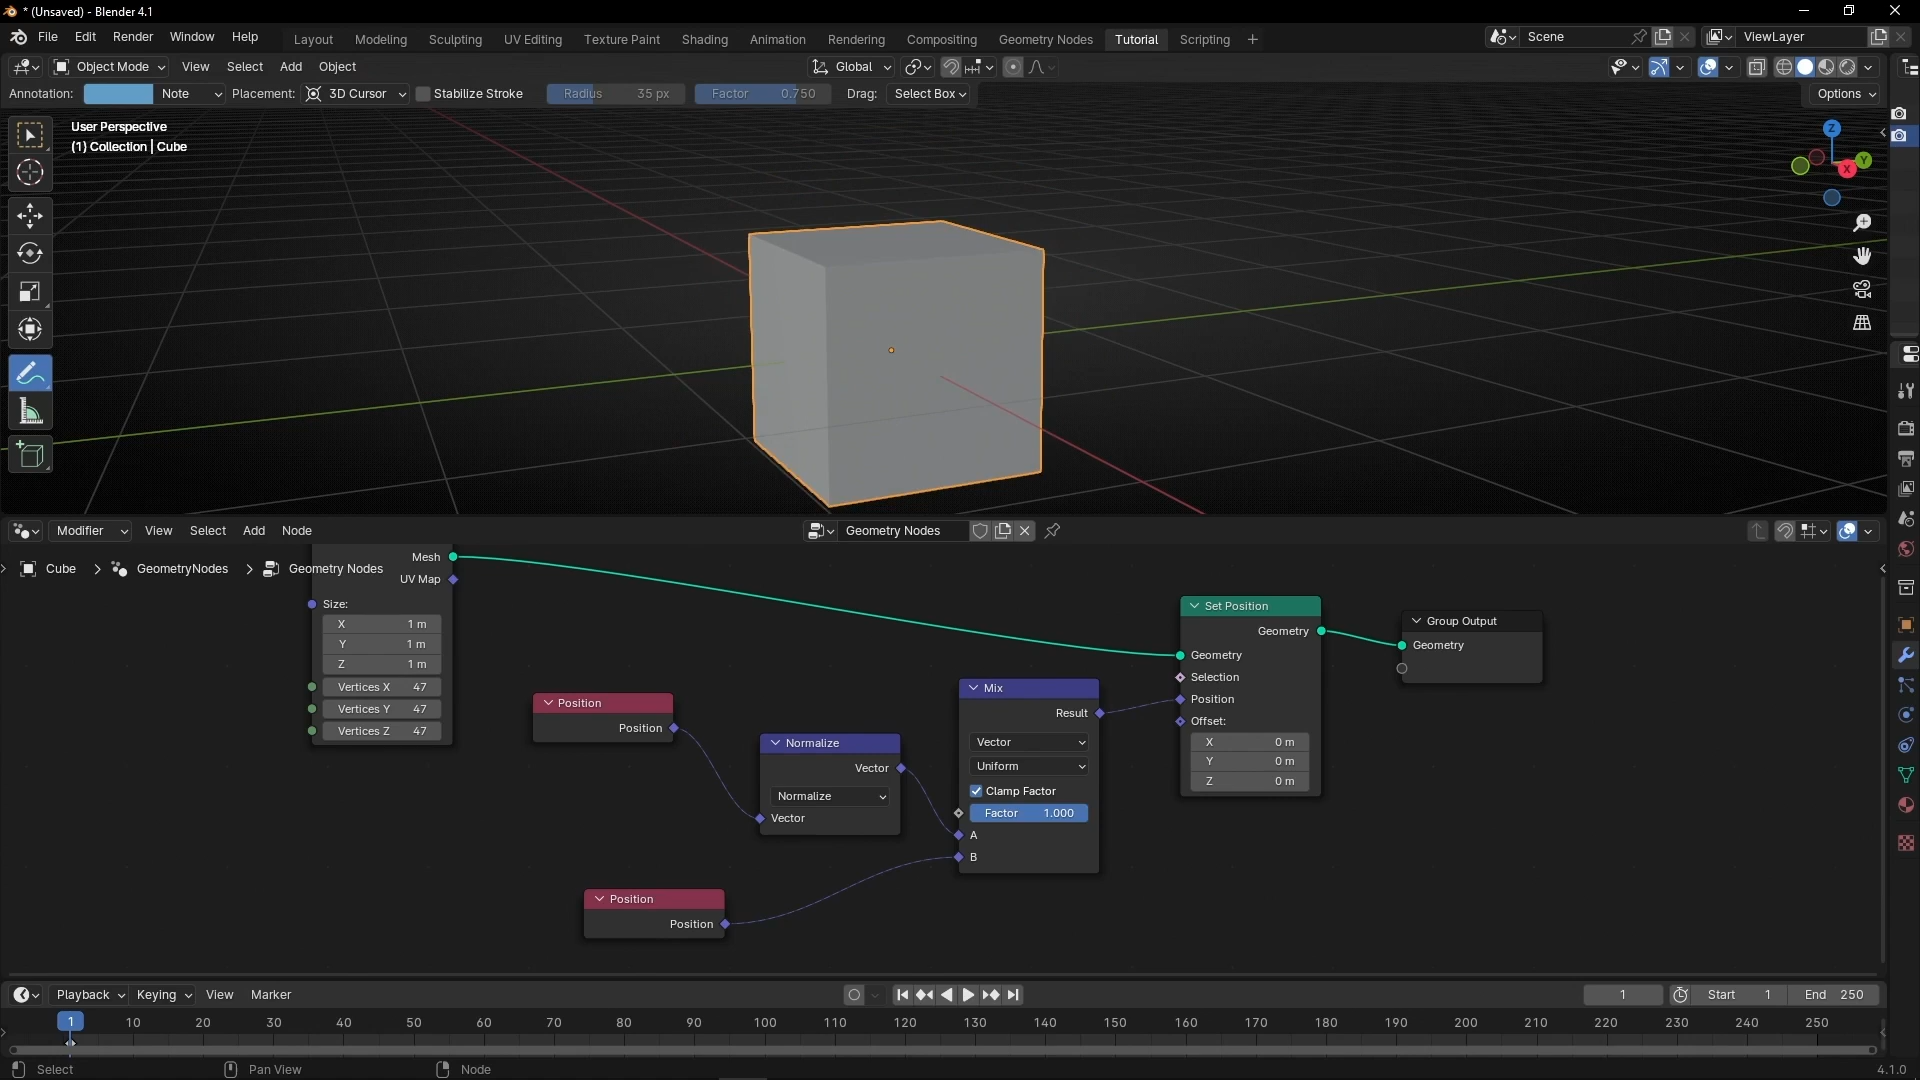 * (Unsaved) - Blender 4.1
File Edit Render Window Help Layout Modeling Sculpting UV Editing Texture Paint Shading Animation Rendering Compositing Geometry Nodes Tutorial Scripting + Scene ViewLayer
Object Mode View Select Add Object Global
Annotation: Note Placement: 3D Cursor Stabilize Stroke Radius 35 px Factor 0.750 Drag: Select Box Options
User Perspective
(1) Collection | Cube
Z
Y
X
Modifier View Select Add Node Geometry Nodes
Cube > GeometryNodes > Geometry Nodes
Mesh
UV Map
Size:
X 1 m
Y 1 m
Z 1 m
Vertices X 47
Vertices Y 47
Vertices Z 47
Position
Position
Normalize
Vector
Normalize
Vector
Position
Position
Mix
Result
Vector
Uniform
Clamp Factor
Factor 1.000
A
B
Set Position
Geometry
Geometry
Selection
Position
Offset:
X 0 m
Y 0 m
Z 0 m
Group Output
Geometry
Playback Keying View Marker 1 Start 1 End 250
1 10 20 30 40 50 60 70 80 90 100 110 120 130 140 150 160 170 180 190 200 210 220 230 240 250
Select Pan View Node 4.1.0